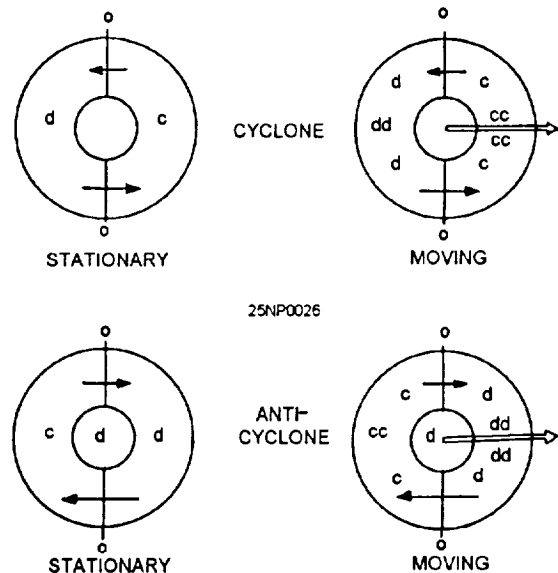 o o
d c d c
dd cc
cc
d c
CYCLONE
o o
STATIONARY MOVING
25NP0026
o o
c d d c d
cc d dd
dd
c d
ANTI-
CYCLONE
o o
STATIONARY MOVING